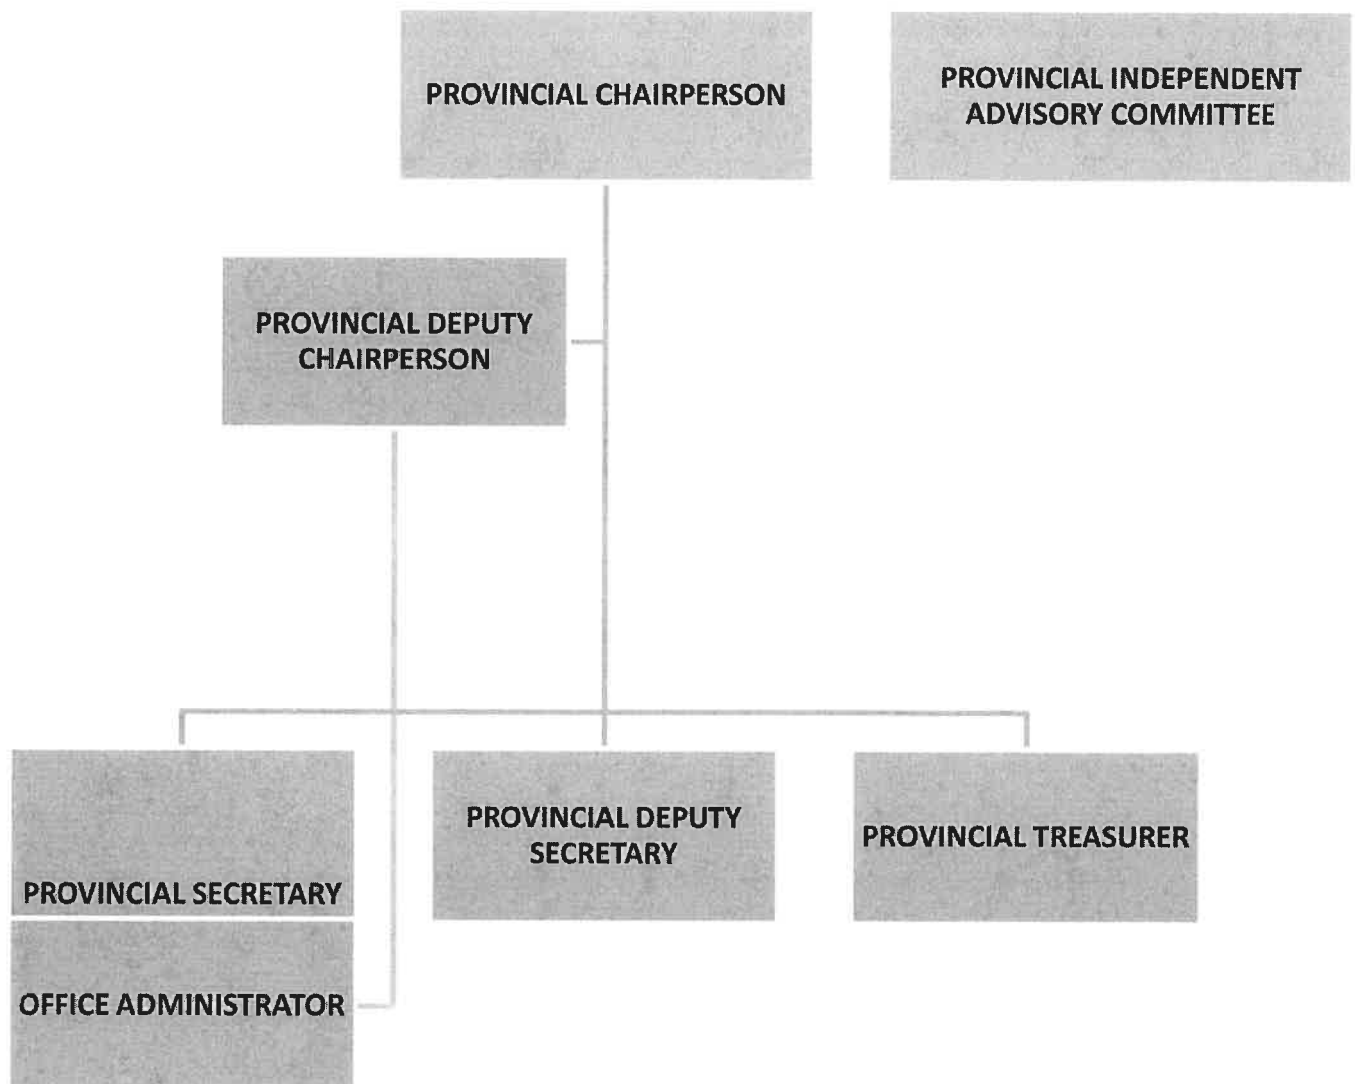 PROVINCIAL CHAIRPERSON
PROVINCIAL INDEPENDENT
ADVISORY COMMITTEE
PROVINCIAL DEPUTY
CHAIRPERSON
PROVINCIAL SECRETARY
PROVINCIAL DEPUTY
SECRETARY
PROVINCIAL TREASURER
OFFICE ADMINISTRATOR